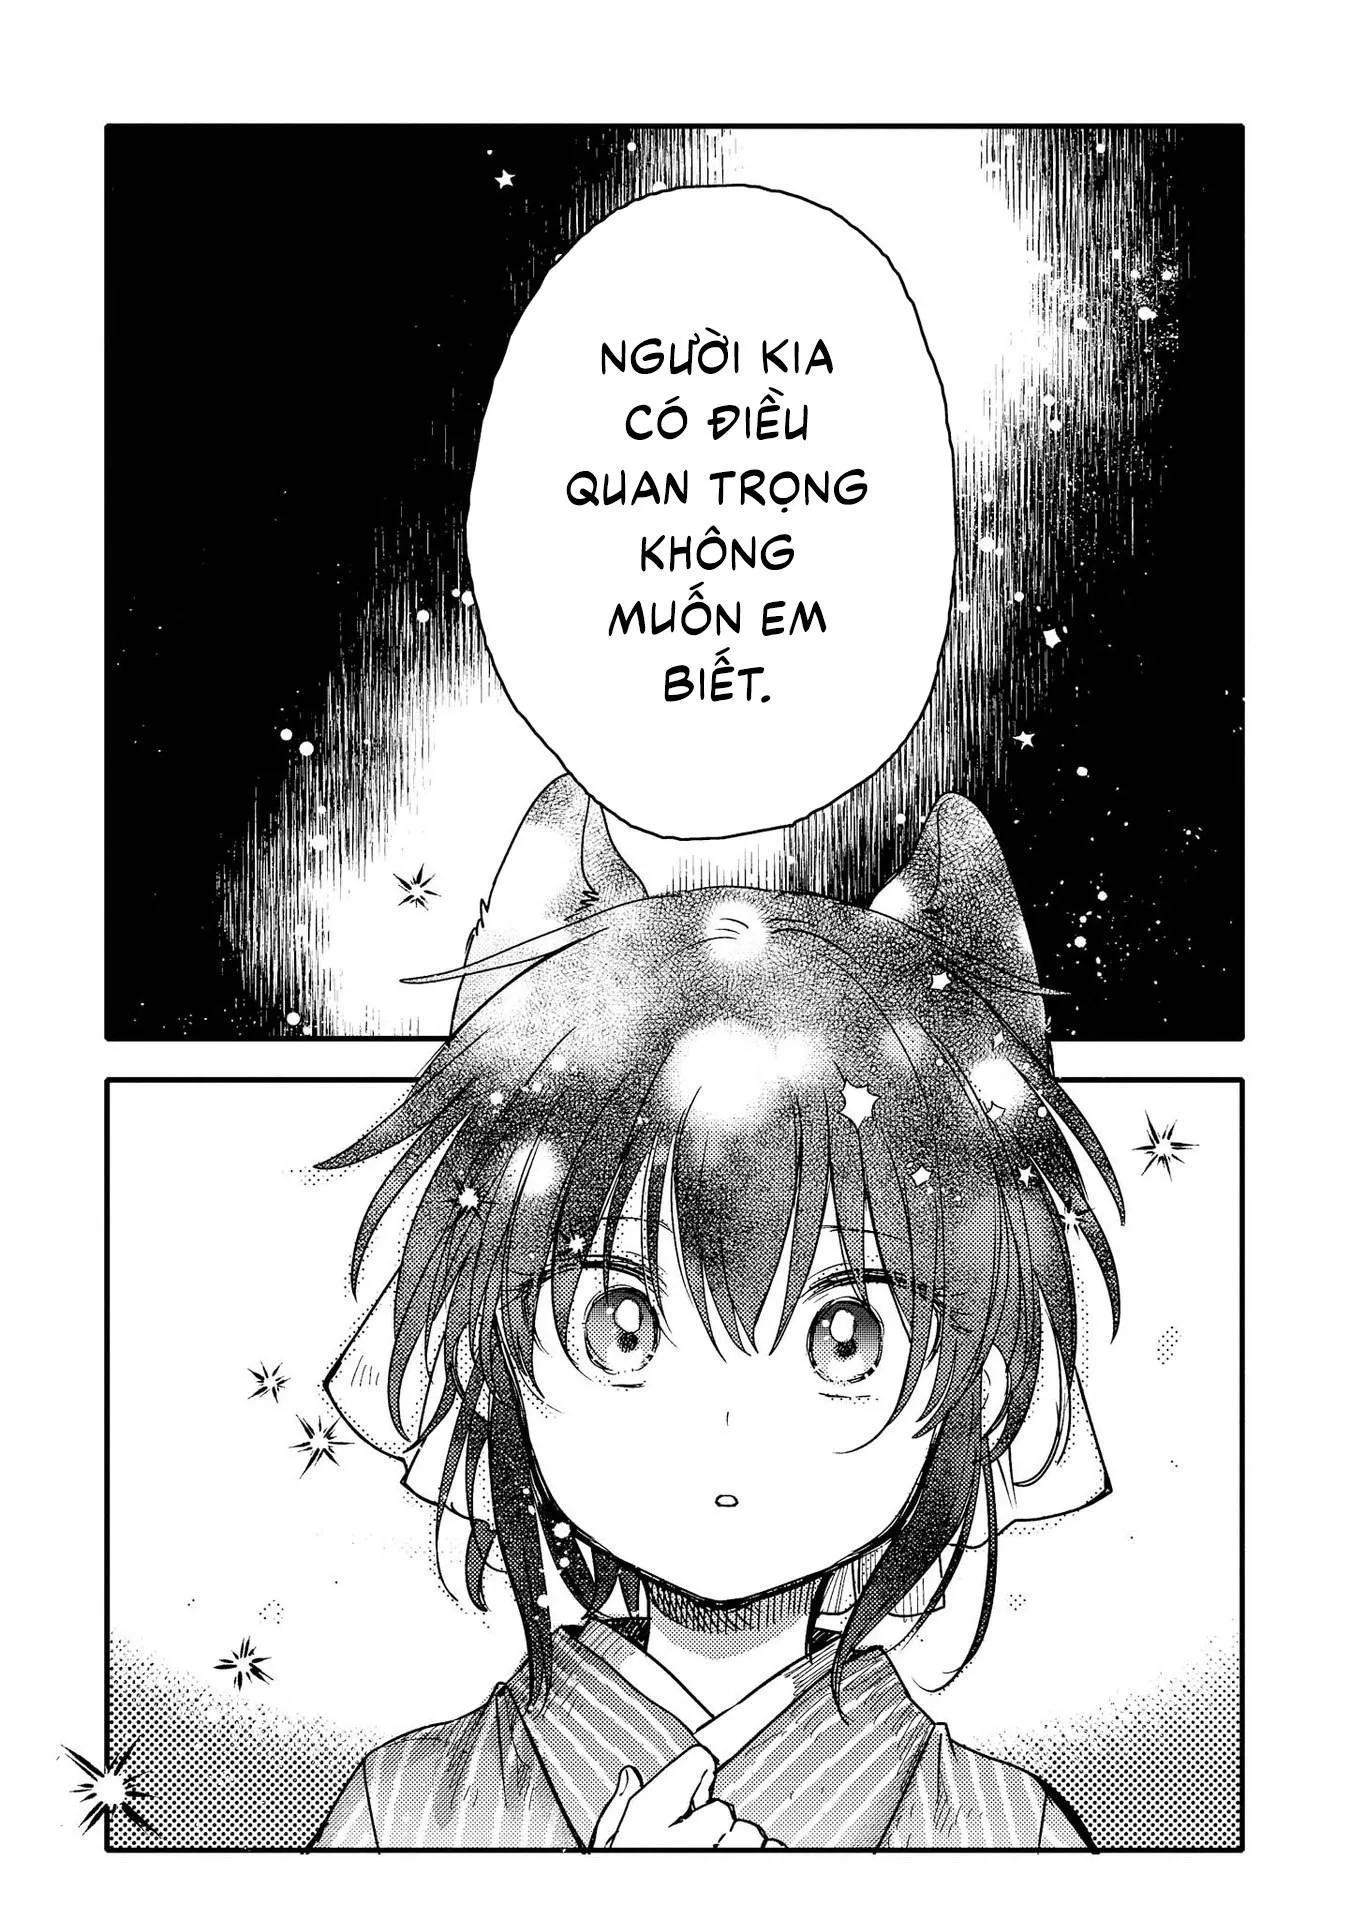 NGƯỜI KIA
CÓ ĐIỀU
QUAN TRỌNG
KHÔNG
MUỐN EM
BIẾT.